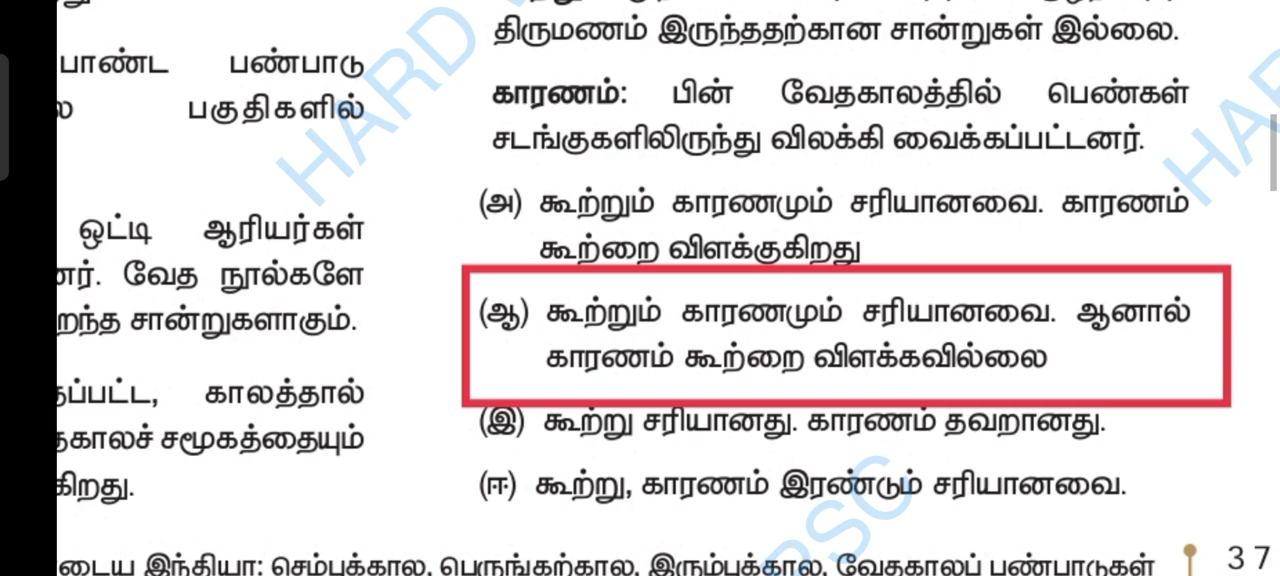 பாண்ட பண்பாடு
பகுதிகளில்
ஒட்டி ஆரியர்கள்
வேத நூல்களே
சான்றுகளாகும்.
காலத்தால்
சமூகத்தையும்
திருமணம் இருந்ததற்கான சான்றுகள் இல்லை.
காரணம்: பின் வேதகாலத்தில் பெண்கள்
சடங்குகளிலிருந்து விலக்கி வைக்கப்பட்டனர்.
(அ) கூற்றும் காரணமும் சரியானவை. காரணம்
கூற்றை விளக்குகிறது
(ஆ) கூற்றும் காரணமும் சரியானவை. ஆனால்
காரணம் கூற்றை விளக்கவில்லை
(இ) கூற்று சரியானது. காரணம் தவறானது.
(ஈ) கூற்று, காரணம் இரண்டும் சரியானவை.
இந்தியா: செம்புக்கால, பெருங்கற்கால, இரும்புக்கால, வேதகாலப் பண்பாடுகள் 37
HARD
PSC